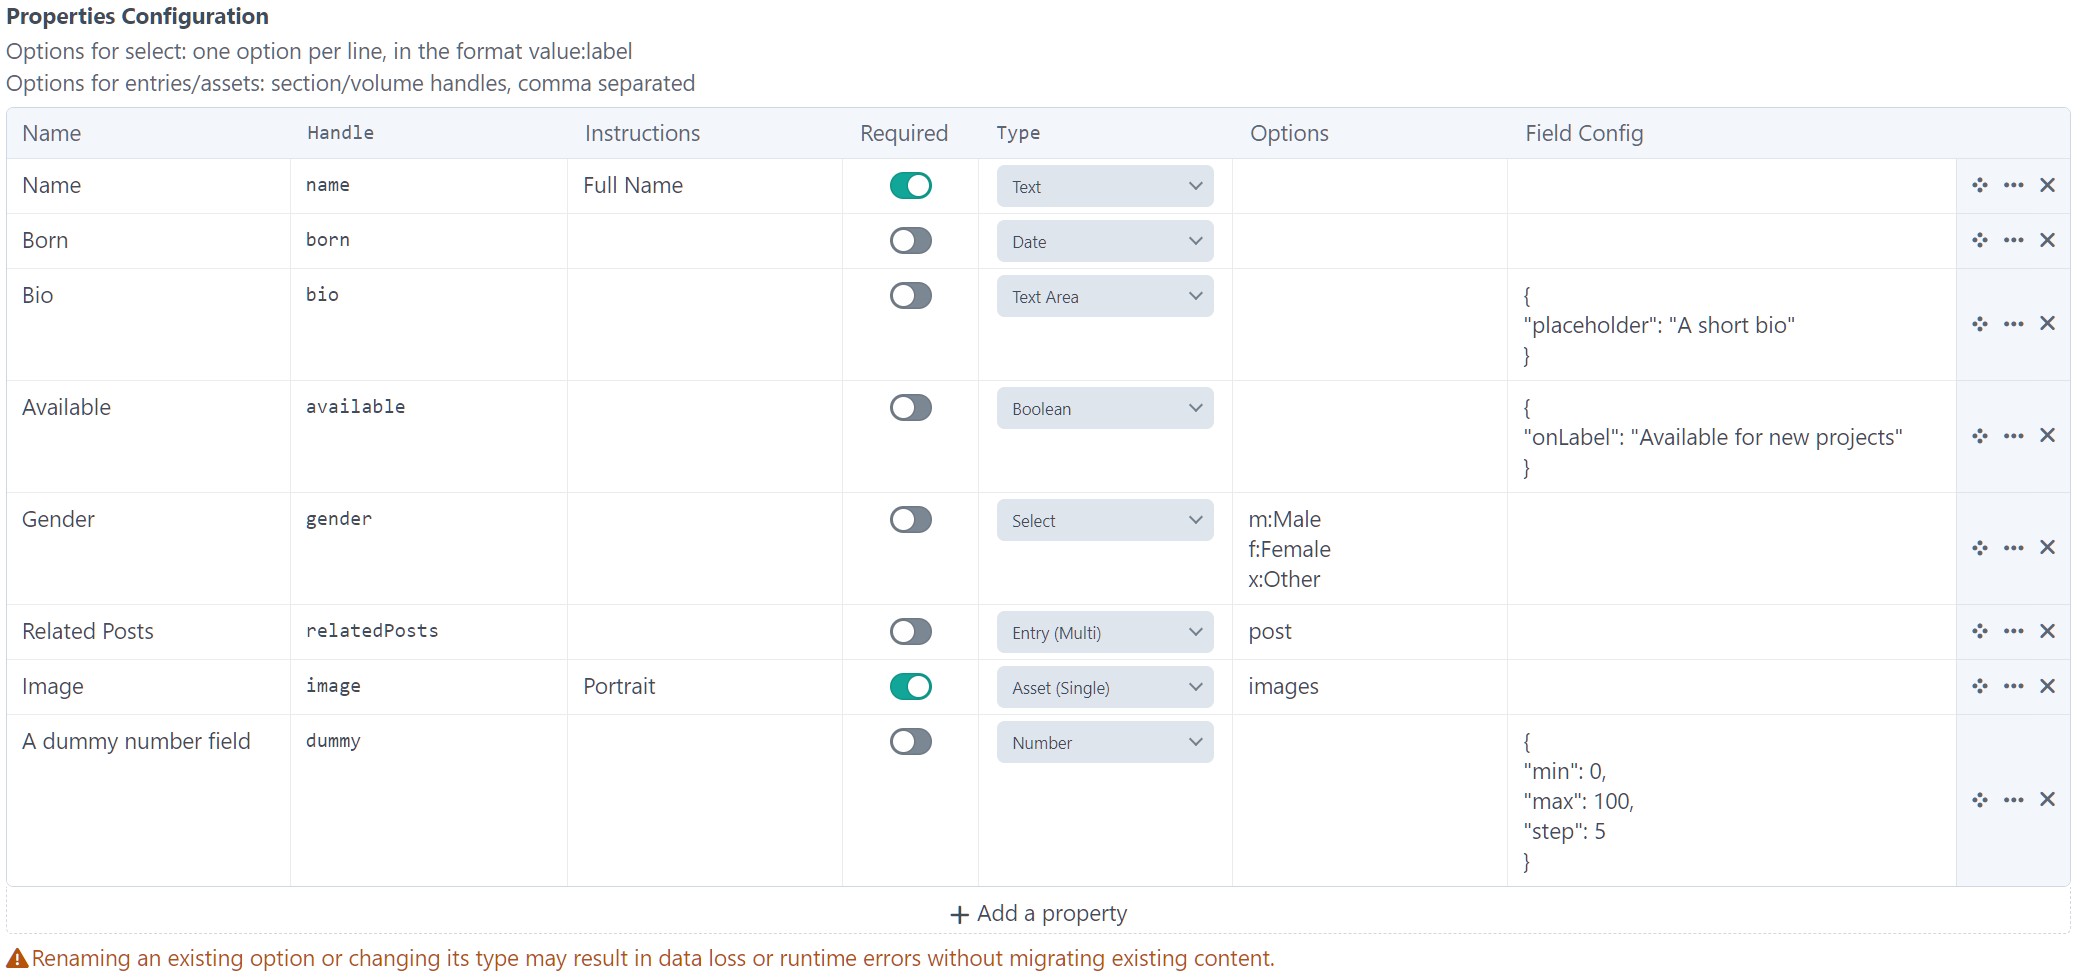 Properties Configuration
Options for select: one option per line, in the format value:label
Options for entries/assets: section/volume handles, comma separated
Name Handle Instructions Required Type Options Field Config
Name name Full Name Text
Born born Date
Bio bio Text Area {
"placeholder": "A short bio"
}
Available available Boolean {
"onLabel": "Available for new projects"
}
Gender gender Select m:Male
f:Female
x:Other
Related Posts relatedPosts Entry (Multi) post
Image image Portrait Asset (Single) images
A dummy number field dummy Number {
"min": 0,
"max": 100,
"step": 5
}
Add a property
Renaming an existing option or changing its type may result in data loss or runtime errors without migrating existing content.